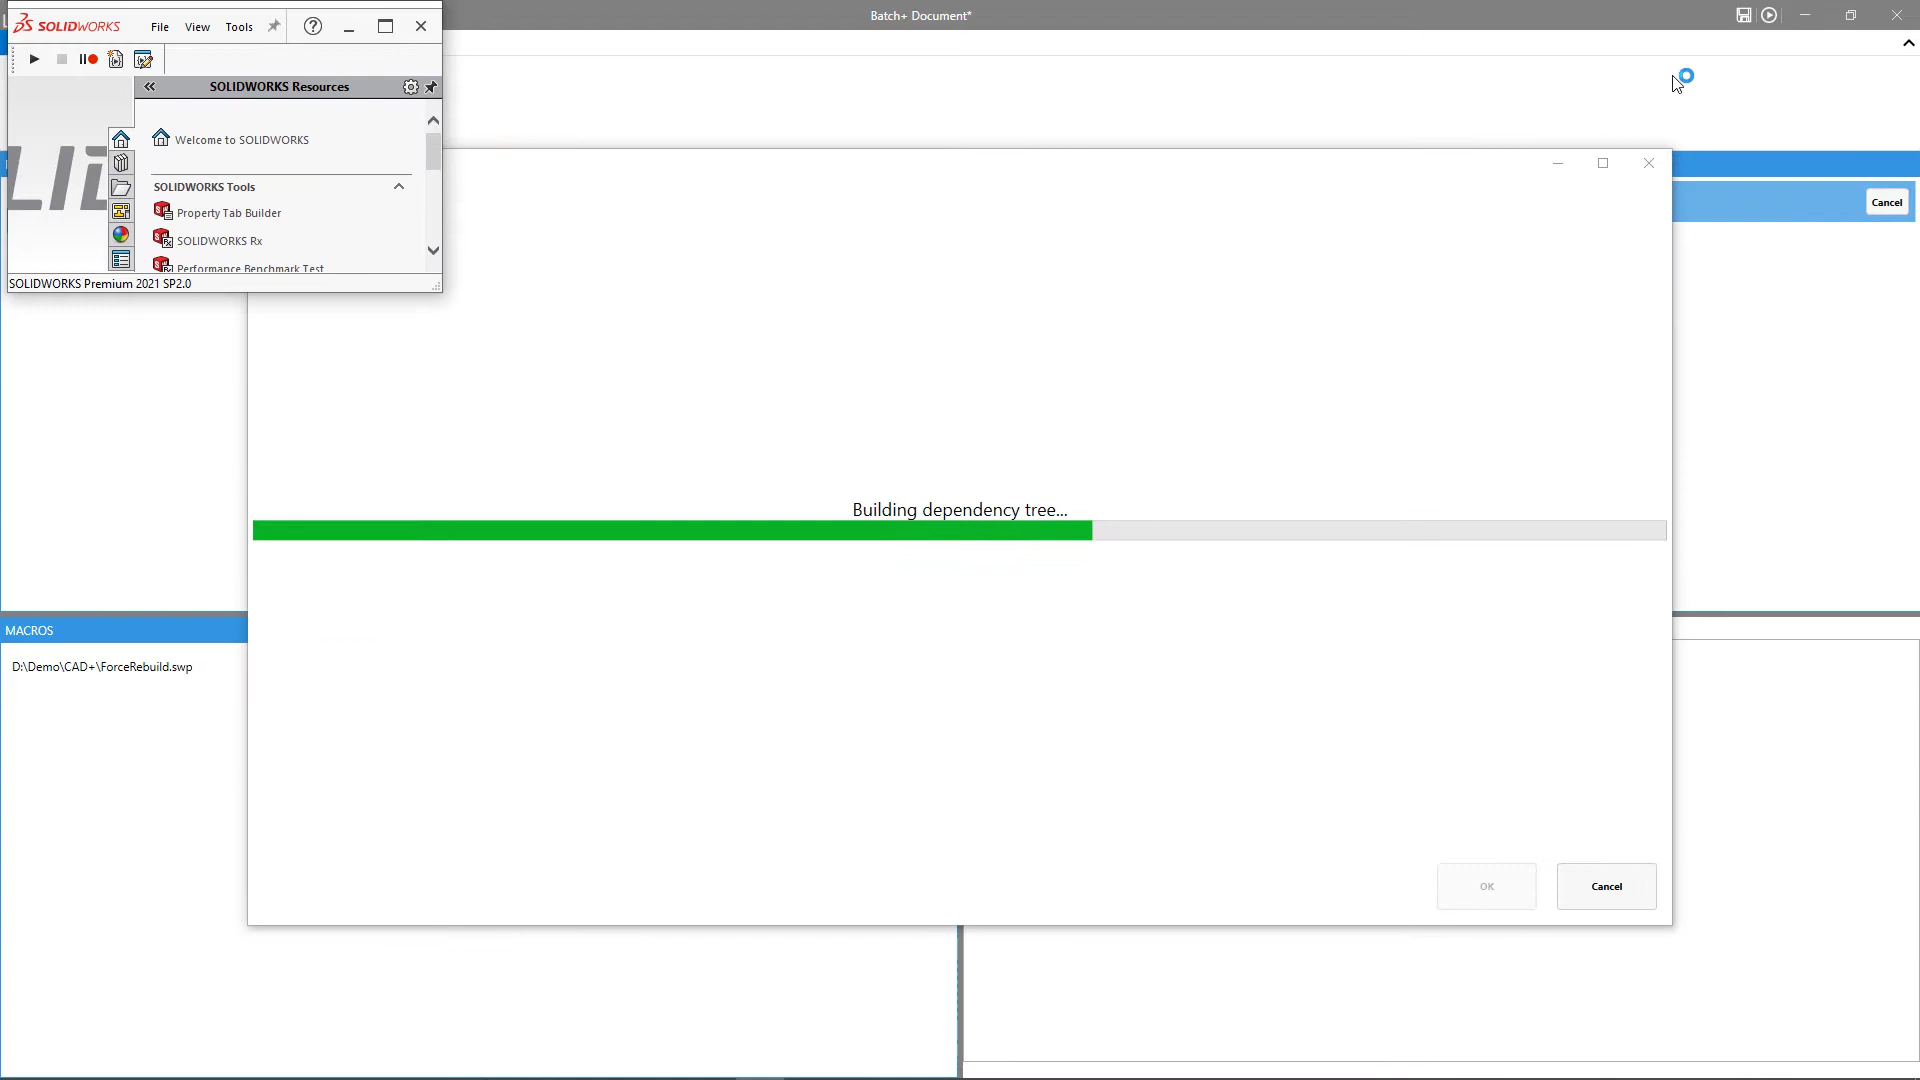 SOLIDWORKS File View Tools
Batch+ Document*
SOLIDWORKS Resources
Welcome to SOLIDWORKS
SOLIDWORKS Tools
Property Tab Builder
Cancel
SOLIDWORKS Rx
Performance Benchmark Test
SOLIDWORKS Premium 2021 SP2.0
Building dependency tree...
MACROS
D:\Demo\CAD+\ForceRebuild.swp
OK
Cancel